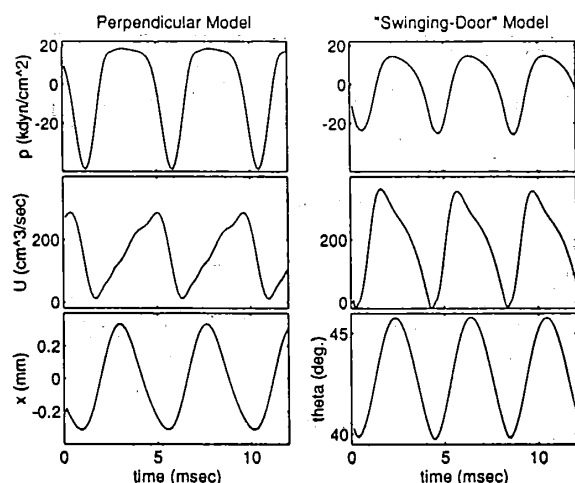 Perpendicular Model
"Swinging-Door" Model
p (kdyn/cm^2)
20
0
-20
20
0
-20
U (cm^3/sec)
200
0
200
0
x (mm)
0.2
0
-0.2
theta (deg.)
45
40
0 5 10
0 5 10
time (msec)
time (msec)